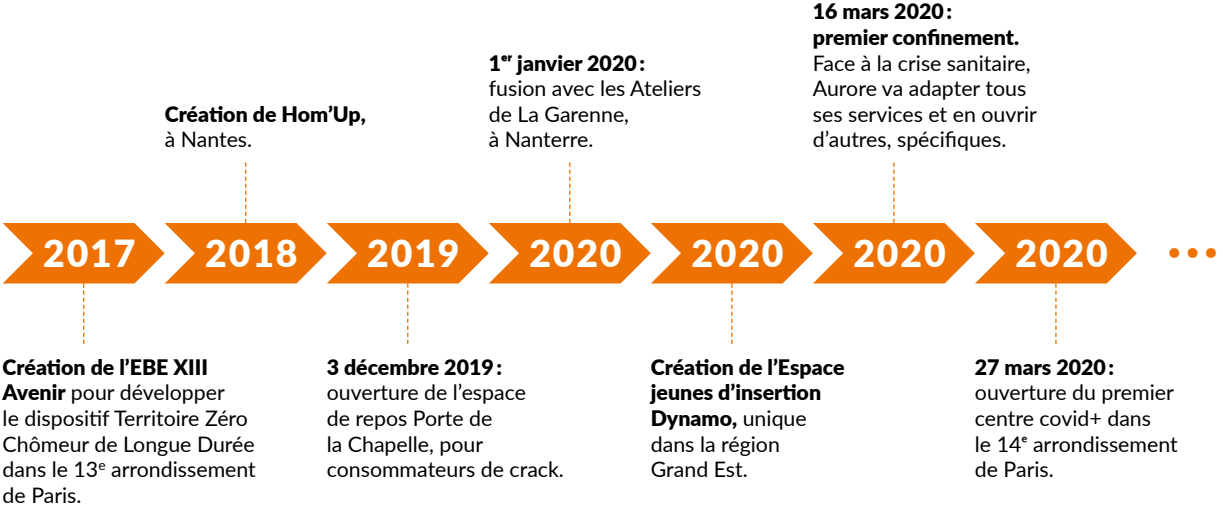 16 mars 2020 :
premier confinement.
Face à la crise sanitaire,
Aurore va adapter tous
ses services et en ouvrir
d’autres, spécifiques.
1er janvier 2020 :
fusion avec les Ateliers
de La Garenne,
à Nanterre.
Création de Hom’Up,
à Nantes.
2017 2018 2019 2020 2020 2020 2020 •••
Création de l’EBE XIII
Avenir pour développer
le dispositif Territoire Zéro
Chômeur de Longue Durée
dans le 13e arrondissement
de Paris.
3 décembre 2019 :
ouverture de l’espace
de repos Porte de
la Chapelle, pour
consommateurs de crack.
Création de l’Espace
jeunes d’insertion
Dynamo, unique
dans la région
Grand Est.
27 mars 2020 :
ouverture du premier
centre covid+ dans
le 14e arrondissement
de Paris.